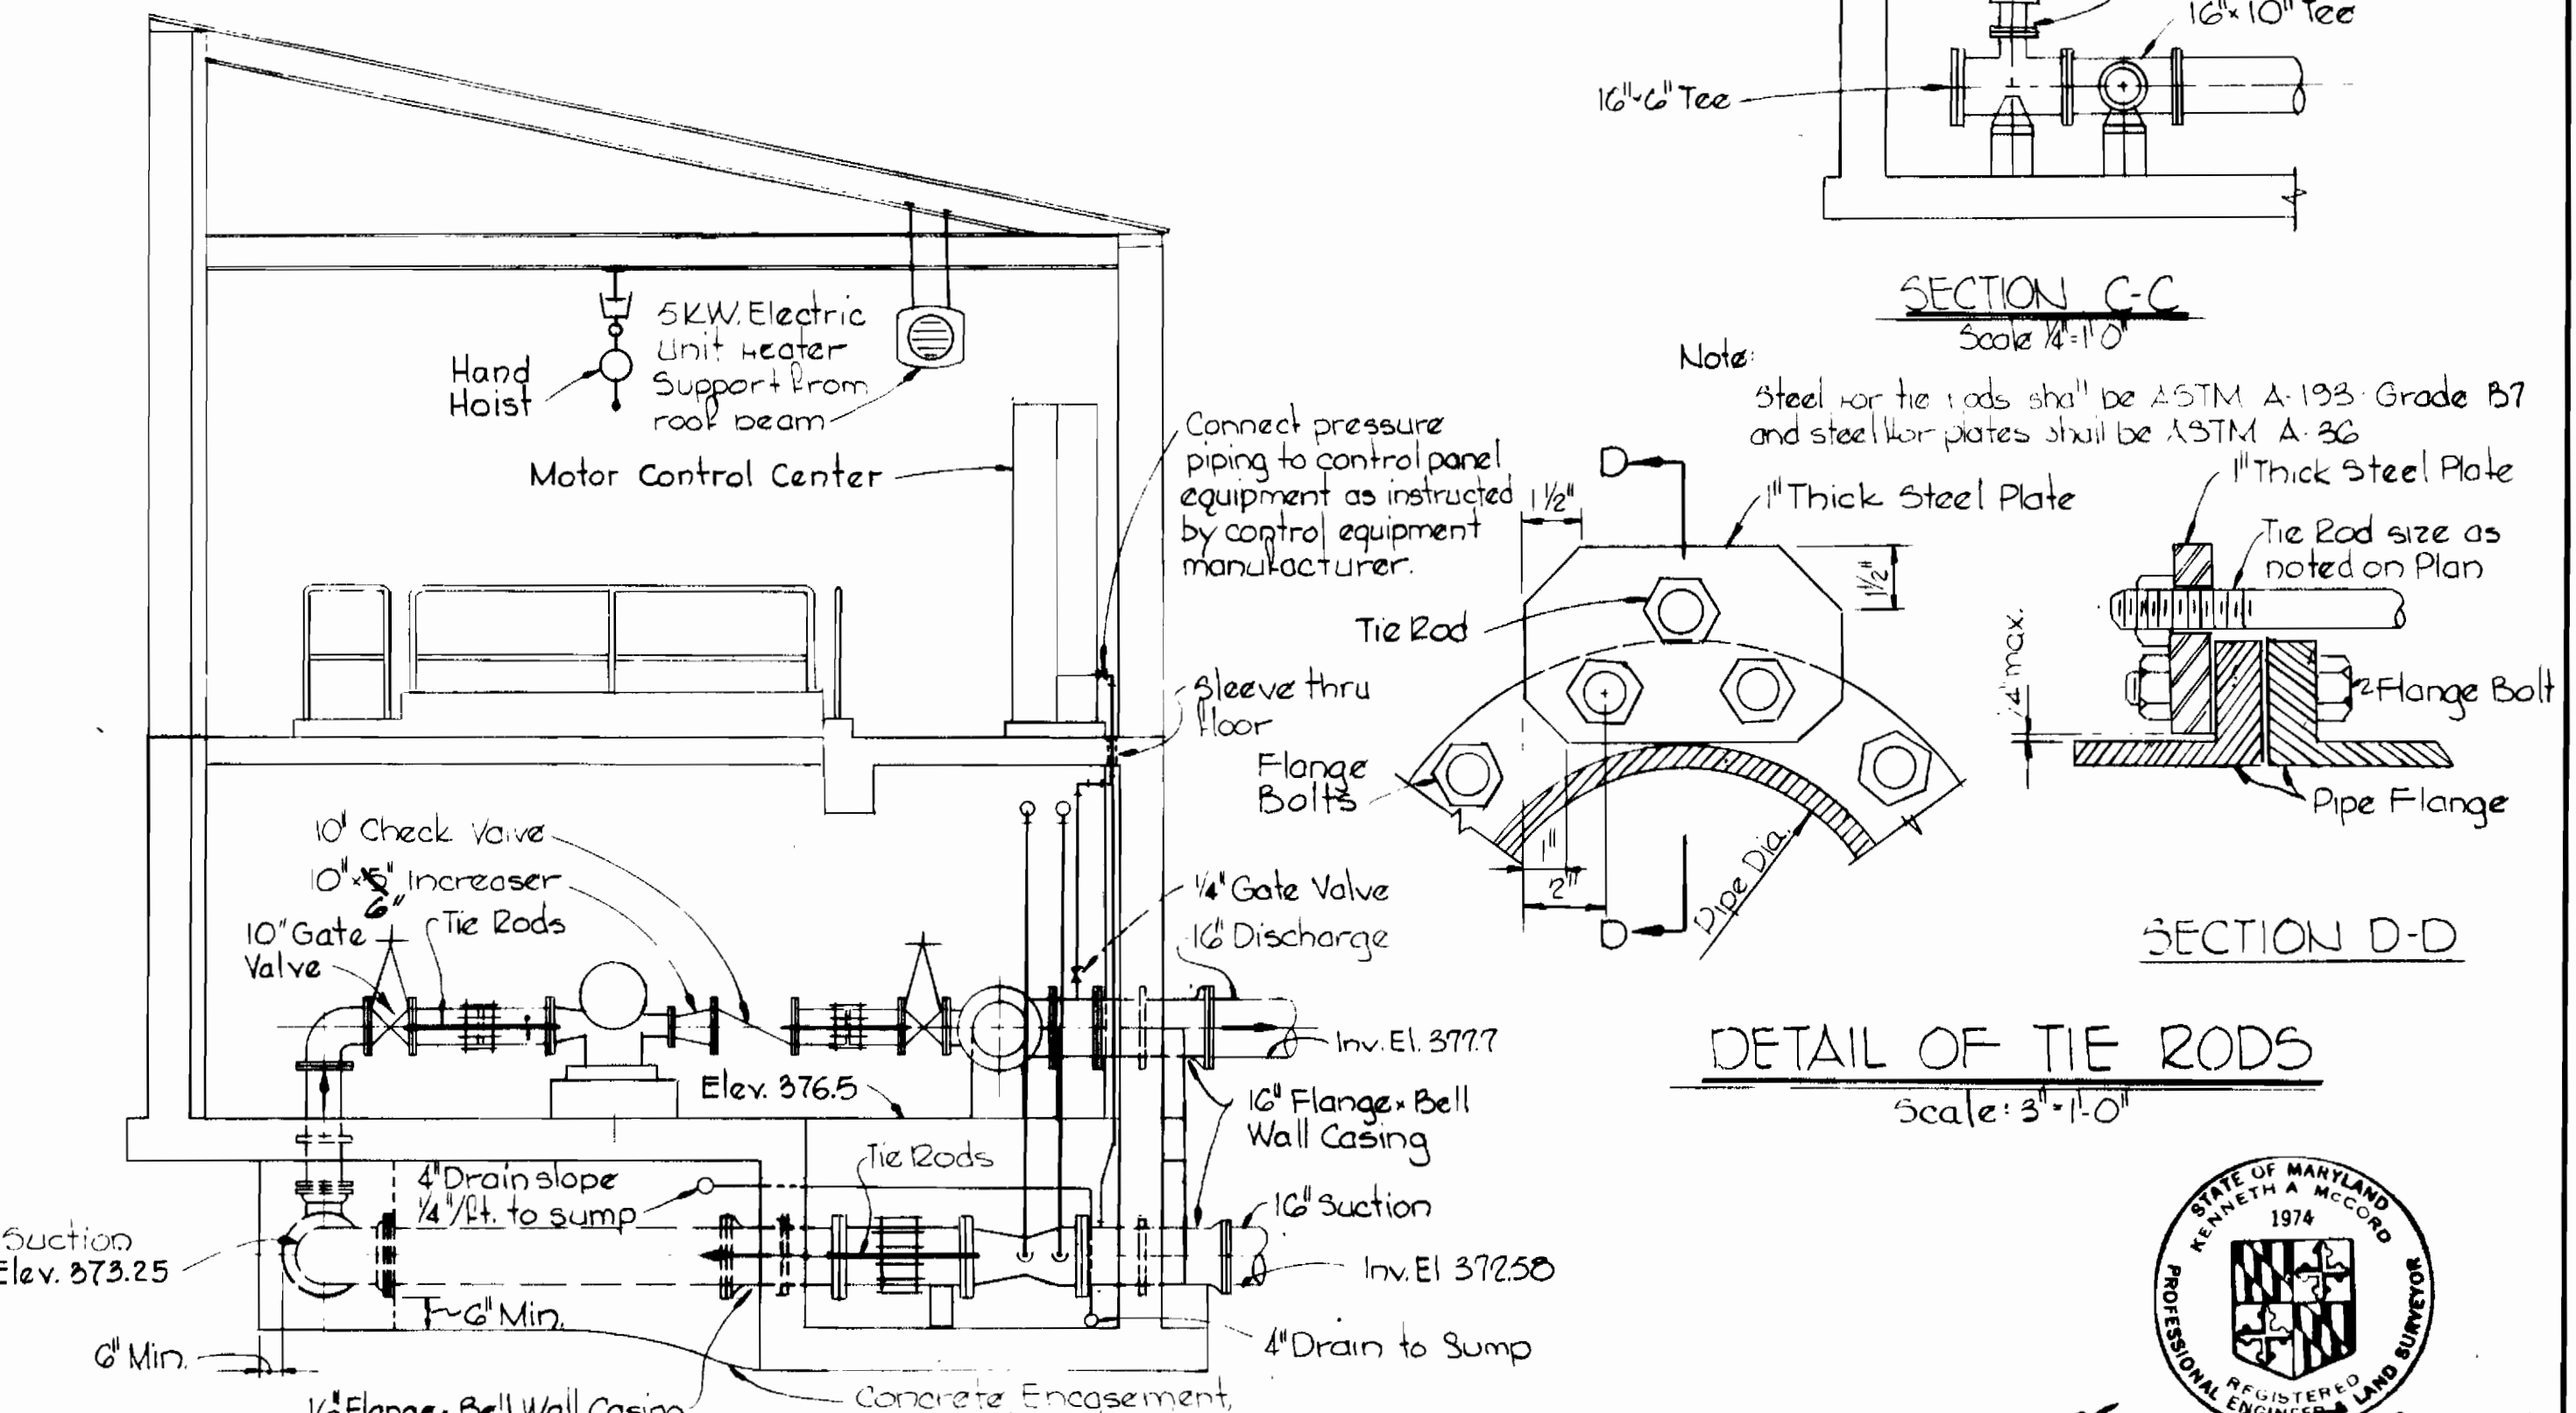 16"x10" Tee
16"x6" Tee
SECTION C-C
Scale 1/4"=1'0"
Note:
Steel for tie rods shall be ASTM A-193 Grade B7
and steel for plates shall be ASTM A-36
5KW. Electric
Unit Heater
Support from
roof beam
Hand
Hoist
Motor Control Center
Connect pressure
piping to control panel
equipment as instructed
by control equipment
manufacturer.
Sleeve thru
floor
D
1 1/2"
1" Thick Steel Plate
1 1/2"
Tie Rod
Flange
Bolts
1"
2"
Pipe Dia.
D
1" Thick Steel Plate
Tie Rod size as
noted on Plan
1/4" max.
Flange Bolt
Pipe Flange
SECTION D-D
DETAIL OF TIE RODS
Scale: 3"=1'-0"
10" Check Valve
10"x5" Increaser
6"
Tie Rods
10" Gate
Valve
1/4" Gate Valve
16" Discharge
Inv. El. 377.7
Elev. 376.5
16" Flange x Bell
Wall Casing
Tie Rods
4" Drain slope
1/4"/ft. to sump
16" Suction
Suction
Elev. 373.25
Inv. El 372.58
6" Min.
6" Min.
4" Drain to Sump
16" Flange x Bell Wall Casing
Concrete Encasement,
STATE OF MARYLAND
KENNETH A McCORD
1974
PROFESSIONAL ENGINEER & LAND SURVEYOR
REGISTERED